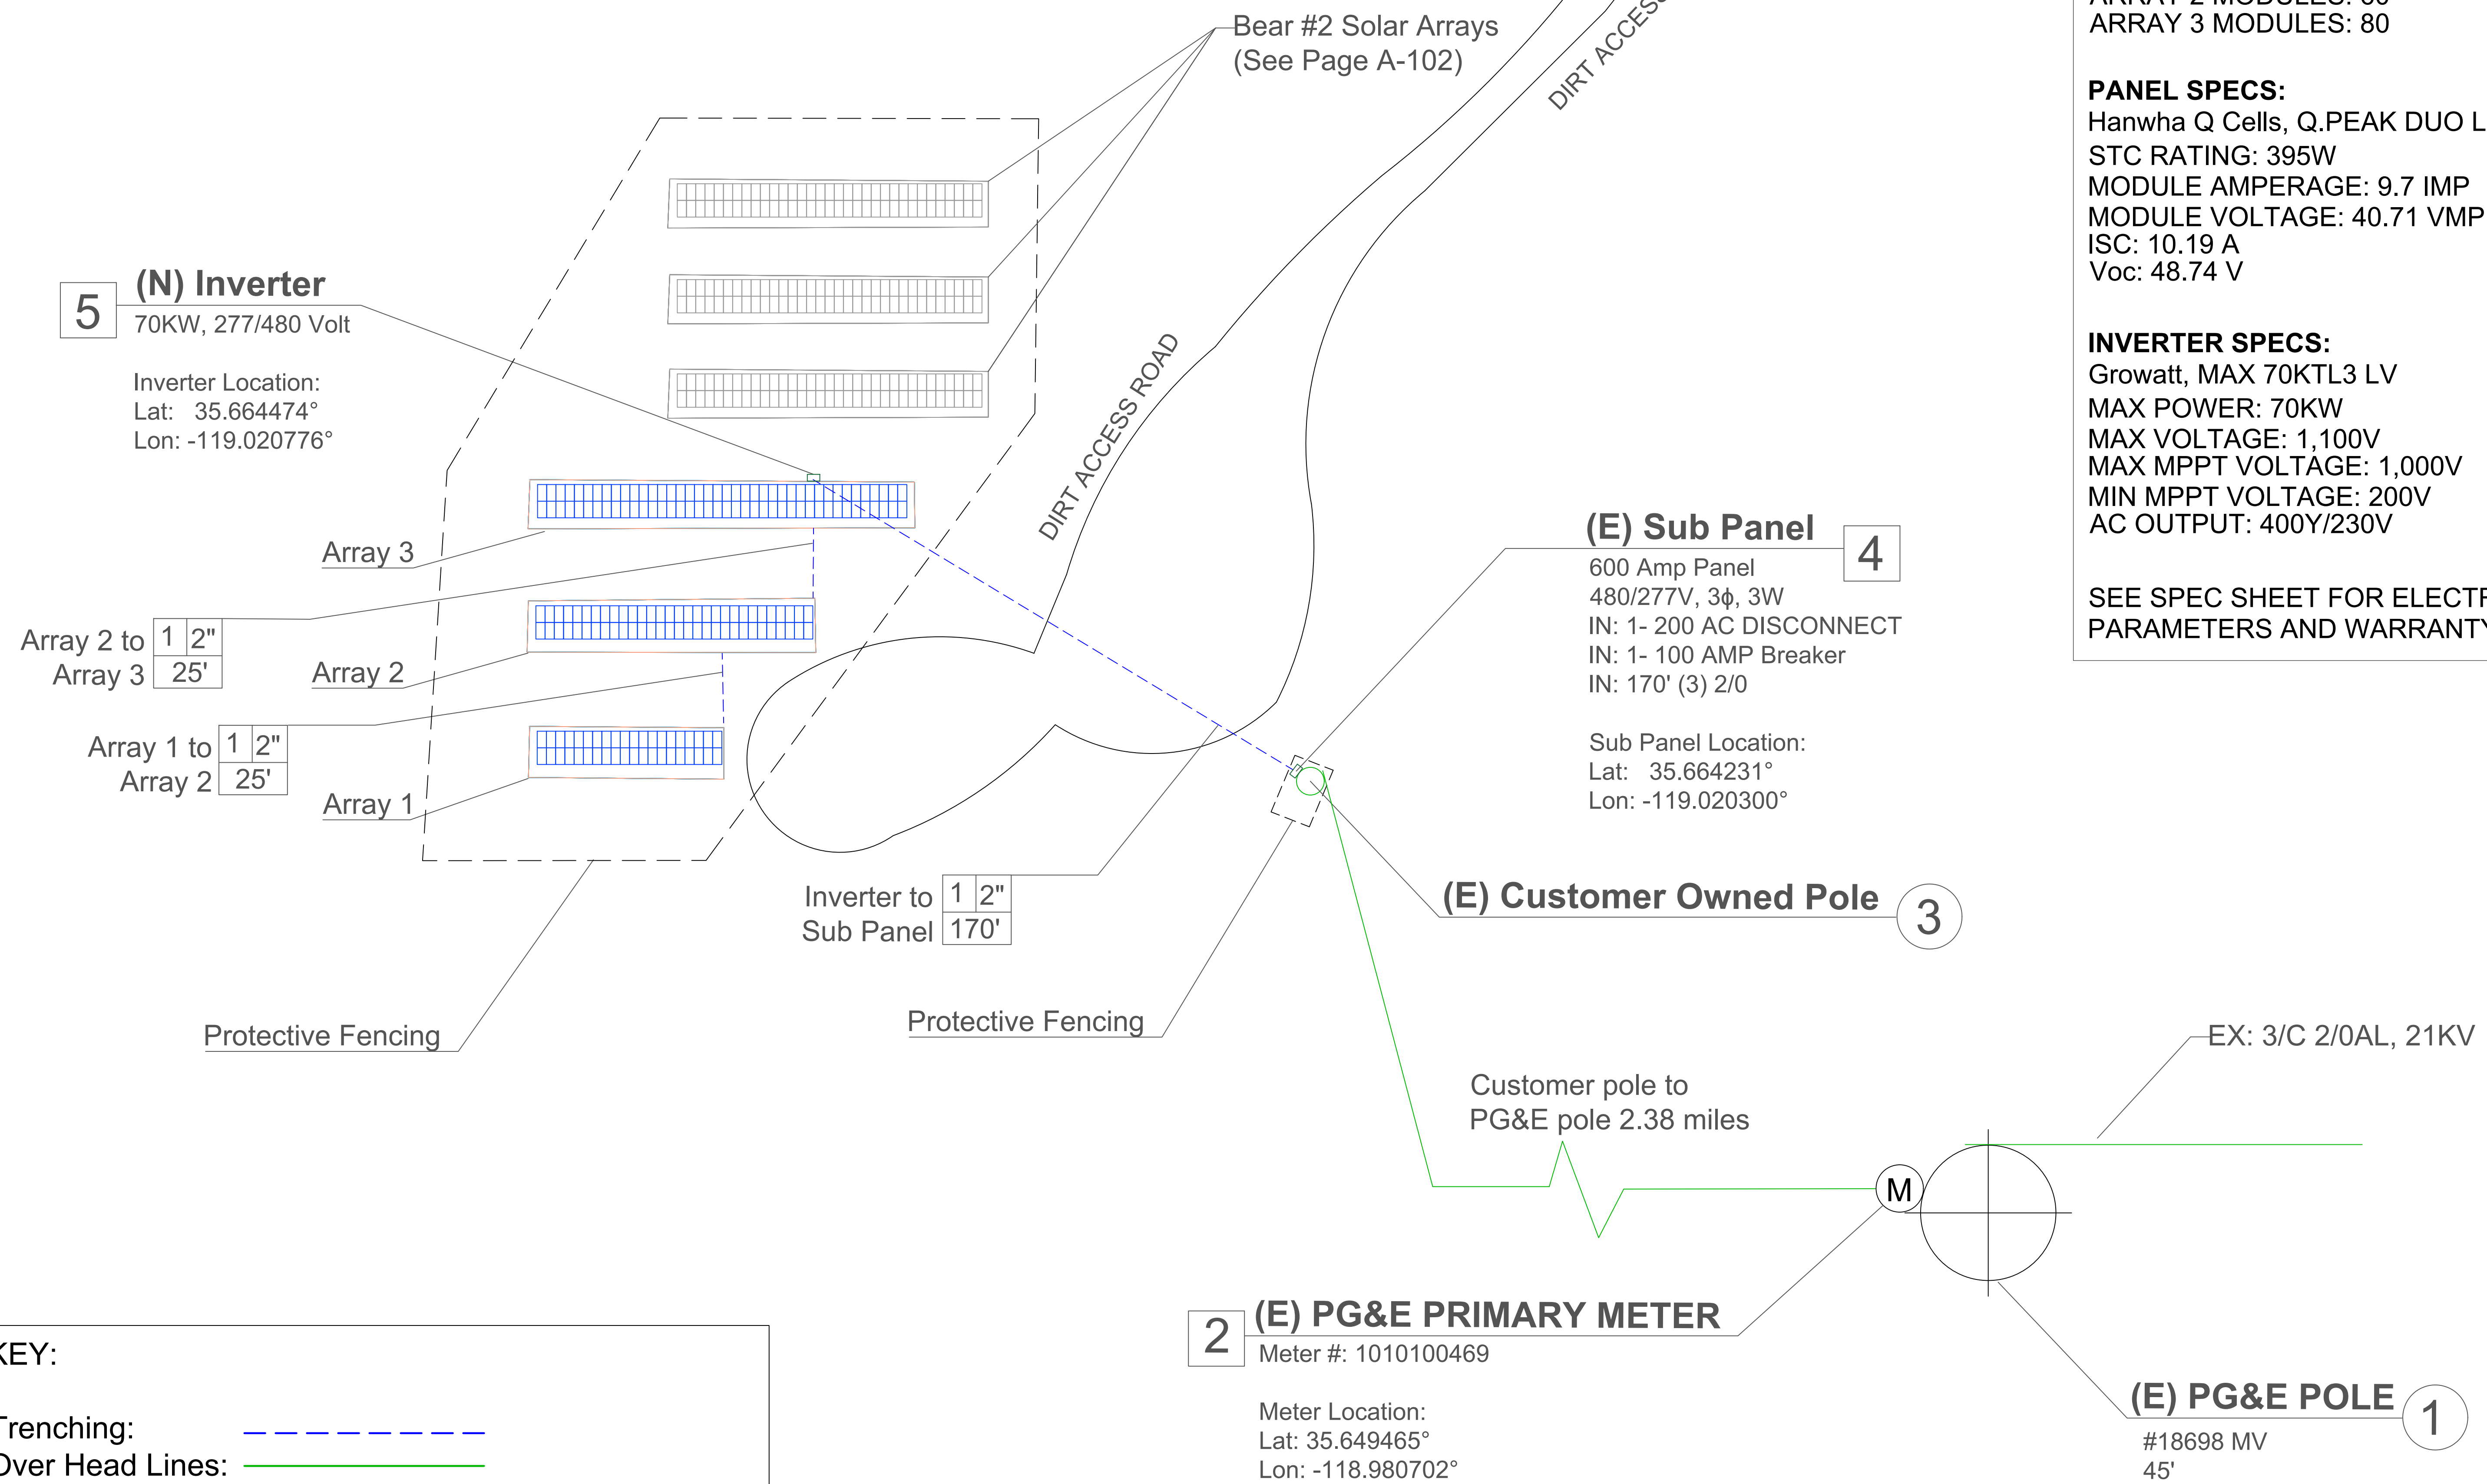 Bear #2 Solar Arrays
(See Page A-102)
DIRT ACCESS
ARRAY 3 MODULES: 80
PANEL SPECS:
Hanwha Q Cells, Q.PEAK DUO L
STC RATING: 395W
MODULE AMPERAGE: 9.7 IMP
MODULE VOLTAGE: 40.71 VMP
ISC: 10.19 A
Voc: 48.74 V
INVERTER SPECS:
Growatt, MAX 70KTL3 LV
MAX POWER: 70KW
MAX VOLTAGE: 1,100V
MAX MPPT VOLTAGE: 1,000V
MIN MPPT VOLTAGE: 200V
AC OUTPUT: 400Y/230V
SEE SPEC SHEET FOR ELECTR
PARAMETERS AND WARRANTY
5
(N) Inverter
70KW, 277/480 Volt
Inverter Location:
Lat: 35.664474°
Lon: -119.020776°
DIRT ACCESS ROAD
Array 3
Array 2 to 1 2"
Array 3 25'
Array 2
Array 1 to 1 2"
Array 2 25'
Array 1
(E) Sub Panel
4
600 Amp Panel
480/277V, 3ϕ, 3W
IN: 1- 200 AC DISCONNECT
IN: 1- 100 AMP Breaker
IN: 170' (3) 2/0
Sub Panel Location:
Lat: 35.664231°
Lon: -119.020300°
Inverter to 1 2"
Sub Panel 170'
(E) Customer Owned Pole
3
Protective Fencing
Protective Fencing
EX: 3/C 2/0AL, 21KV
Customer pole to
PG&E pole 2.38 miles
M
2
(E) PG&E PRIMARY METER
Meter #: 1010100469
Meter Location:
Lat: 35.649465°
Lon: -118.980702°
(E) PG&E POLE
1
#18698 MV
45'
KEY:
Trenching:
Over Head Lines: